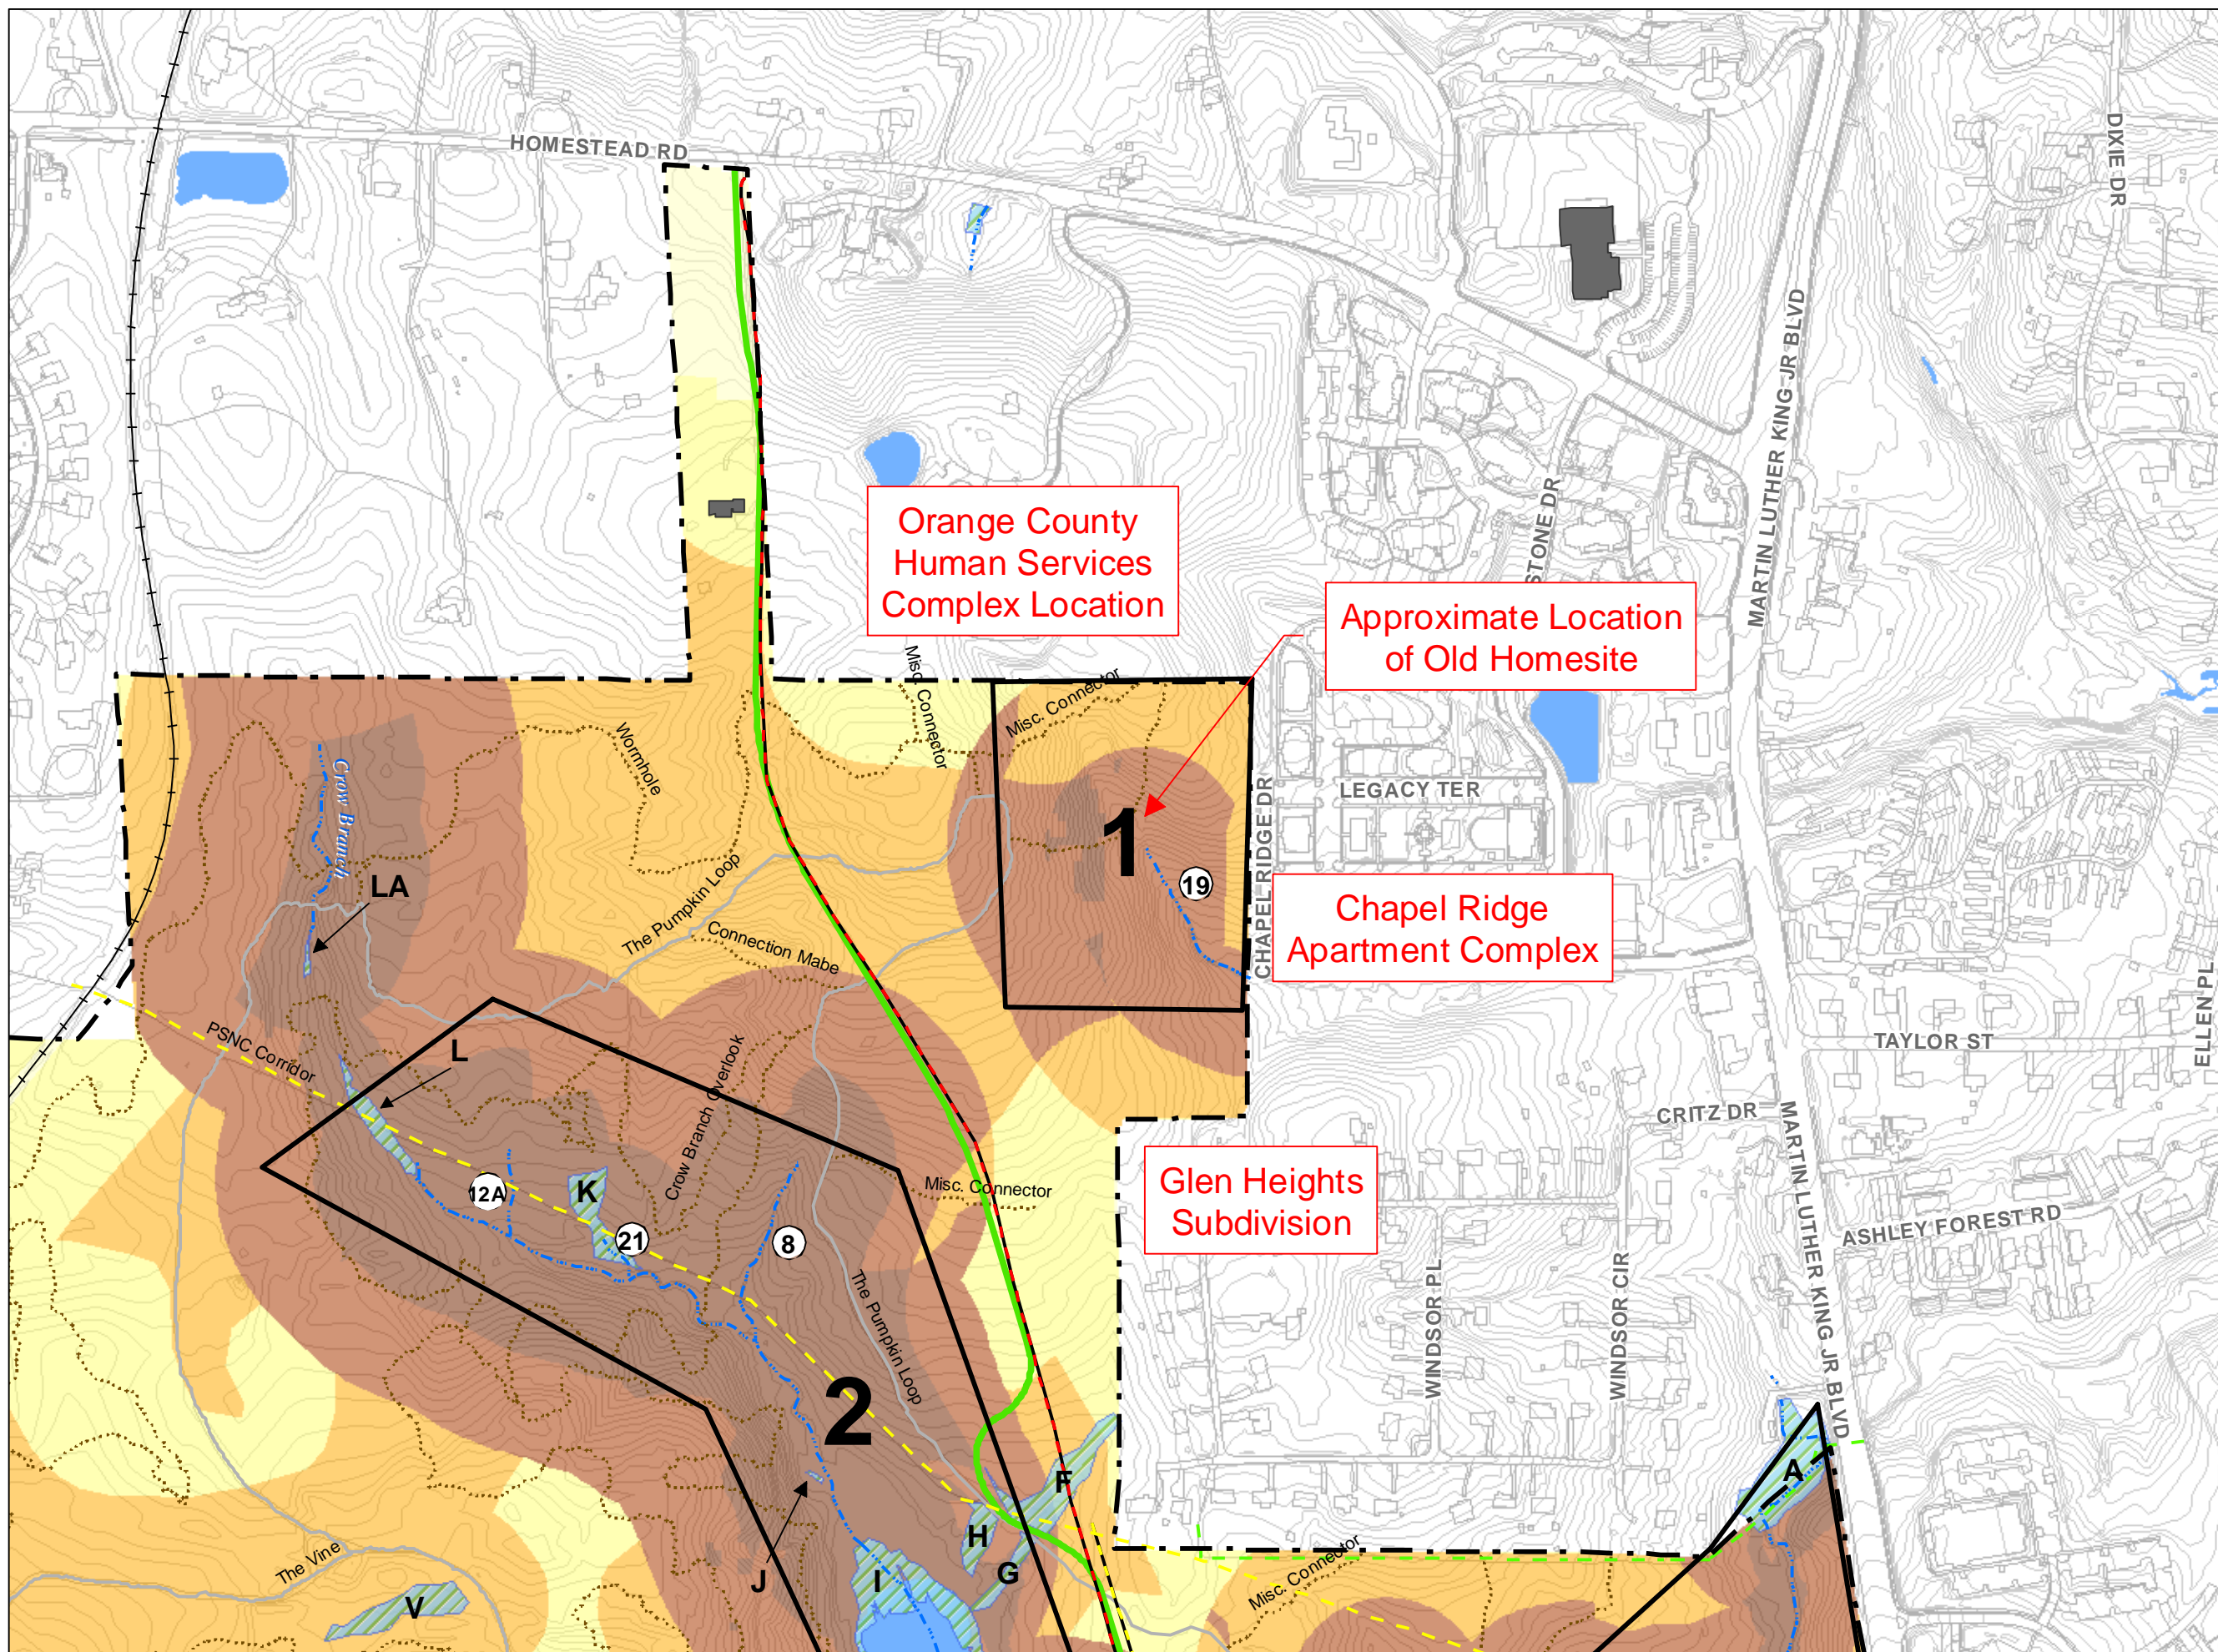 HOMESTEAD RD
DIXIE DR
MARTIN LUTHER KING JR BLVD
Orange County
Human Services
Complex Location
STONE DR
Approximate Location
of Old Homesite
Misc. Connector
Misc. Connector
Wormhole
Crow Branch
LEGACY TER
CHAPEL RIDGE DR
1
19
LA
The Pumpkin Loop
Connection Mabe
Chapel Ridge
Apartment Complex
PSNC Corridor
L
TAYLOR ST
ELLEN PL
Crow Branch Overlook
CRITZ DR
MARTIN LUTHER KING JR BLVD
Glen Heights
Subdivision
Misc. Connector
12A
K
21
8
ASHLEY FOREST RD
WINDSOR PL
WINDSOR CIR
The Pumpkin Loop
2
F
A
H
G
J
I
The Vine
V
Misc. Connector